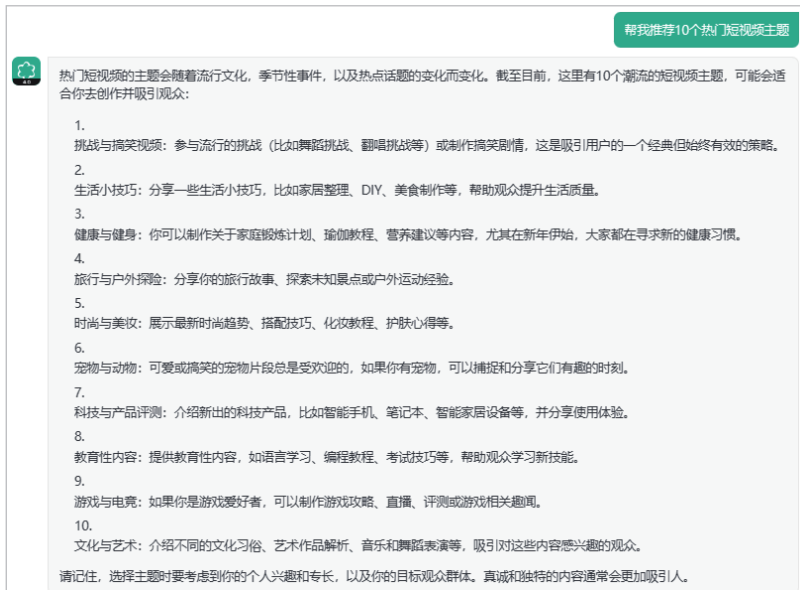 帮我推荐10个热门短视频主题
热门短视频的主题会随着流行文化，季节性事件，以及热点话题的变化而变化。截至目前，这里有10个潮流的短视频主题，可能会适
合你去创作并吸引观众：
1.
挑战与搞笑视频：参与流行的挑战（比如舞蹈挑战、翻唱挑战等）或制作搞笑剧情，这是吸引用户的一个经典但始终有效的策略。
2.
生活小技巧：分享一些生活小技巧，比如家居整理、DIY、美食制作等，帮助观众提升生活质量。
3.
健康与健身：你可以制作关于家庭锻炼计划、瑜伽教程、营养建议等内容，尤其在新年伊始，大家都在寻求新的健康习惯。
4.
旅行与户外探险：分享你的旅行故事、探索未知景点或户外运动经验。
5.
时尚与美妆：展示最新时尚趋势、搭配技巧、化妆教程、护肤心得等。
6.
宠物与动物：可爱或搞笑的宠物片段总是受欢迎的，如果你有宠物，可以捕捉和分享它们有趣的时刻。
7.
科技与产品评测：介绍新出的科技产品，比如智能手机、笔记本、智能家居设备等，并分享使用体验。
8.
教育性内容：提供教育性内容，如语言学习、编程教程、考试技巧等，帮助观众学习新技能。
9.
游戏与电竞：如果你是游戏爱好者，可以制作游戏攻略、直播、评测或游戏相关趣闻。
10.
文化与艺术：介绍不同的文化习俗、艺术作品解析、音乐和舞蹈表演等，吸引对这些内容感兴趣的观众。
请记住，选择主题时要考虑到你的个人兴趣和专长，以及你的目标观众群体。真诚和独特的内容通常会更加吸引人。